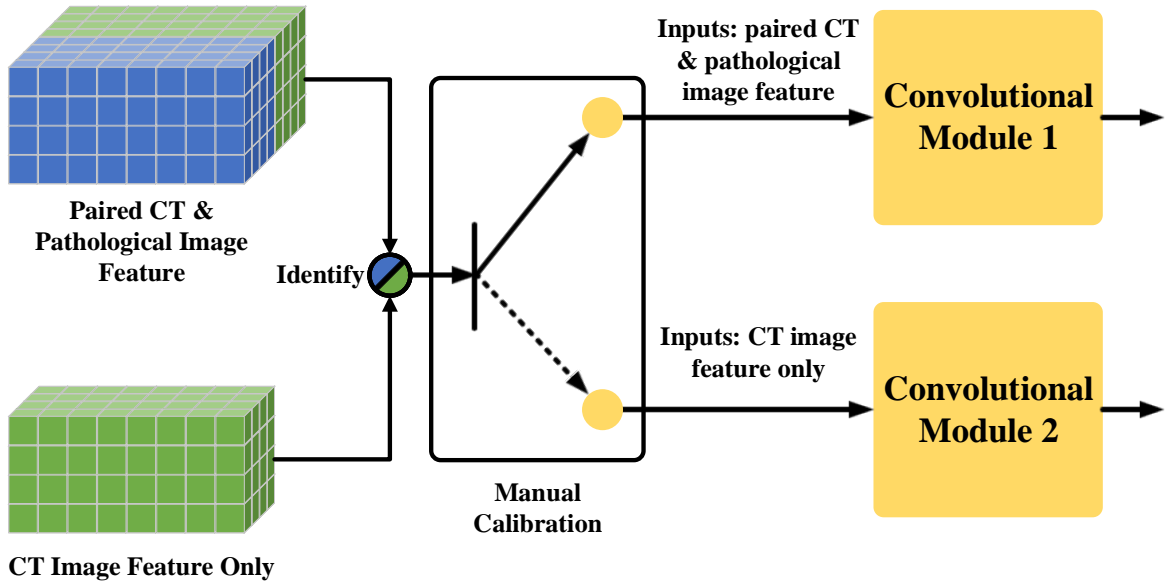 Paired CT &
Pathological Image
Feature
CT Image Feature Only
Identify
Manual
Calibration
Inputs: paired CT
& pathological
image feature
Inputs: CT image
feature only
Convolutional
Module 1
Convolutional
Module 2